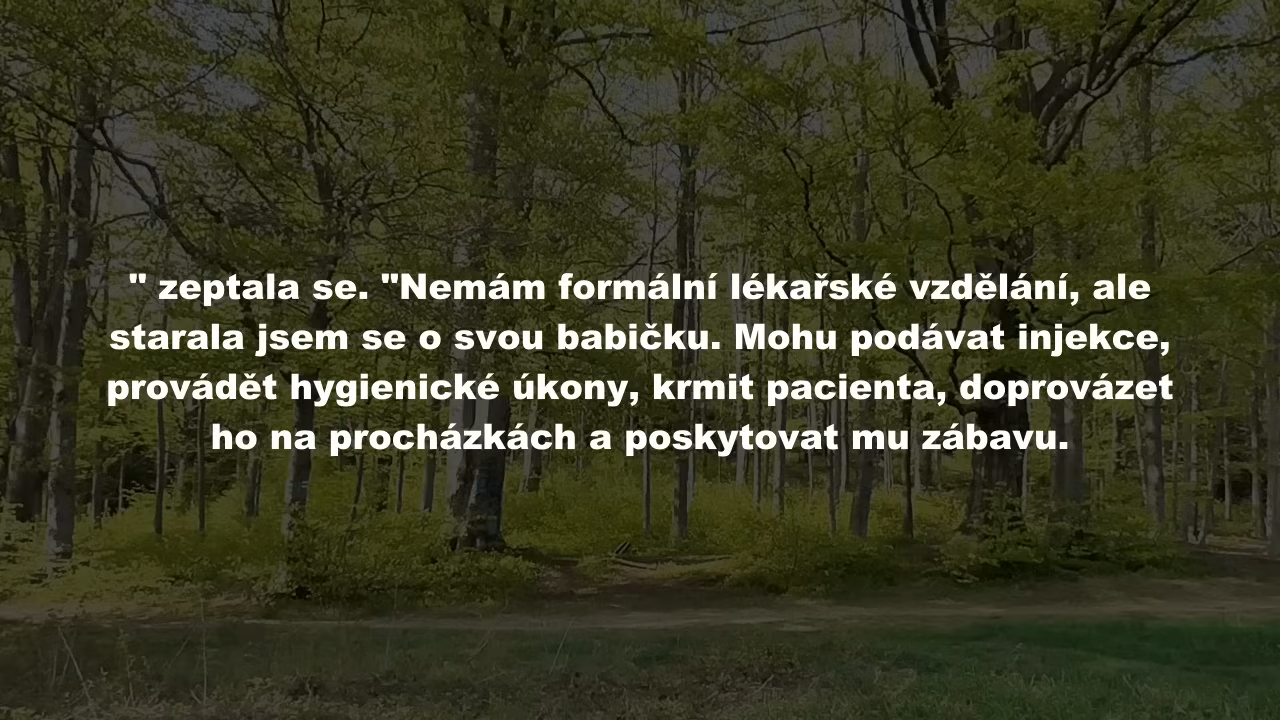 " zeptala se. "Nemám formální lékařské vzdělání, ale
starala jsem se o svou babičku. Mohu podávat injekce,
provádět hygienické úkony, krmit pacienta, doprovázet
ho na procházkách a poskytovat mu zábavu.